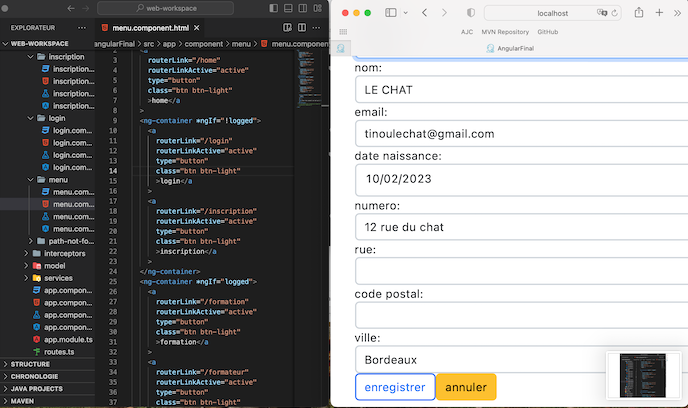 web-workspace
EXPLORATEUR
WEB-WORKSPACE
inscription
inscription...
inscription...
inscription...
inscription...
login
login.com...
login.com...
login.com...
login.com...
menu
menu.com...
menu.com...
menu.com...
menu.com...
path-not-fo...
interceptors
model
services
app.compon...
app.compon...
app.compon...
app.compon...
app.module.ts
routes.ts
STRUCTURE
CHRONOLOGIE
JAVA PROJECTS
MAVEN
menu.component.html
angularFinal > src > app > component > menu > menu.component
3 <a
4 routerLink="/home"
5 routerLinkActive="active"
6 type="button"
7 class="btn btn-light"
8 >home</a
9 >
9 <ng-container *ngIf="!logged">
10 <a
11 routerLink="/login"
12 routerLinkActive="active"
13 type="button"
14 class="btn btn-light"
15 >login</a
16 >
17 <a
18 routerLink="/inscription"
19 routerLinkActive="active"
20 type="button"
21 class="btn btn-light"
22 >inscription</a
23 >
24 </ng-container>
25 <ng-container *ngIf="logged">
26 <a
27 routerLink="/formation"
28 routerLinkActive="active"
29 type="button"
30 class="btn btn-light"
31 >formation</a
32 >
33 <a
34 routerLink="/formateur"
35 routerLinkActive="active"
36 type="button"
37 class="btn btn-light"
localhost
AJC MVN Repository GitHub
AngularFinal
nom:
LE CHAT
email:
tinoulechat@gmail.com
date naissance:
10/02/2023
numero:
12 rue du chat
rue:
code postal:
ville:
Bordeaux
enregistrer annuler